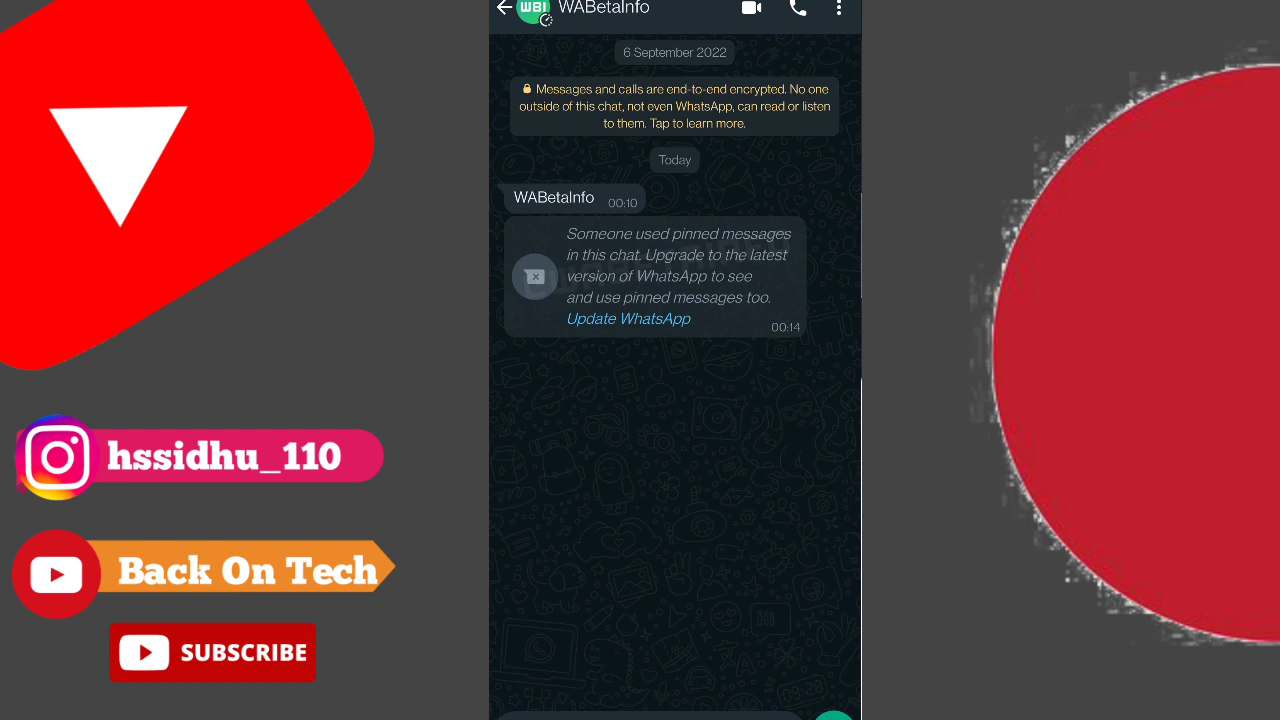 WBI
WABetaInfo
6 September 2022
Messages and calls are end-to-end encrypted. No one
outside of this chat, not even WhatsApp, can read or listen
to them. Tap to learn more.
Today
WABetaInfo 00:10
Someone used pinned messages
in this chat. Upgrade to the latest
version of WhatsApp to see
and use pinned messages too.
Update WhatsApp
00:14
hssidhu_110
Back On Tech
SUBSCRIBE